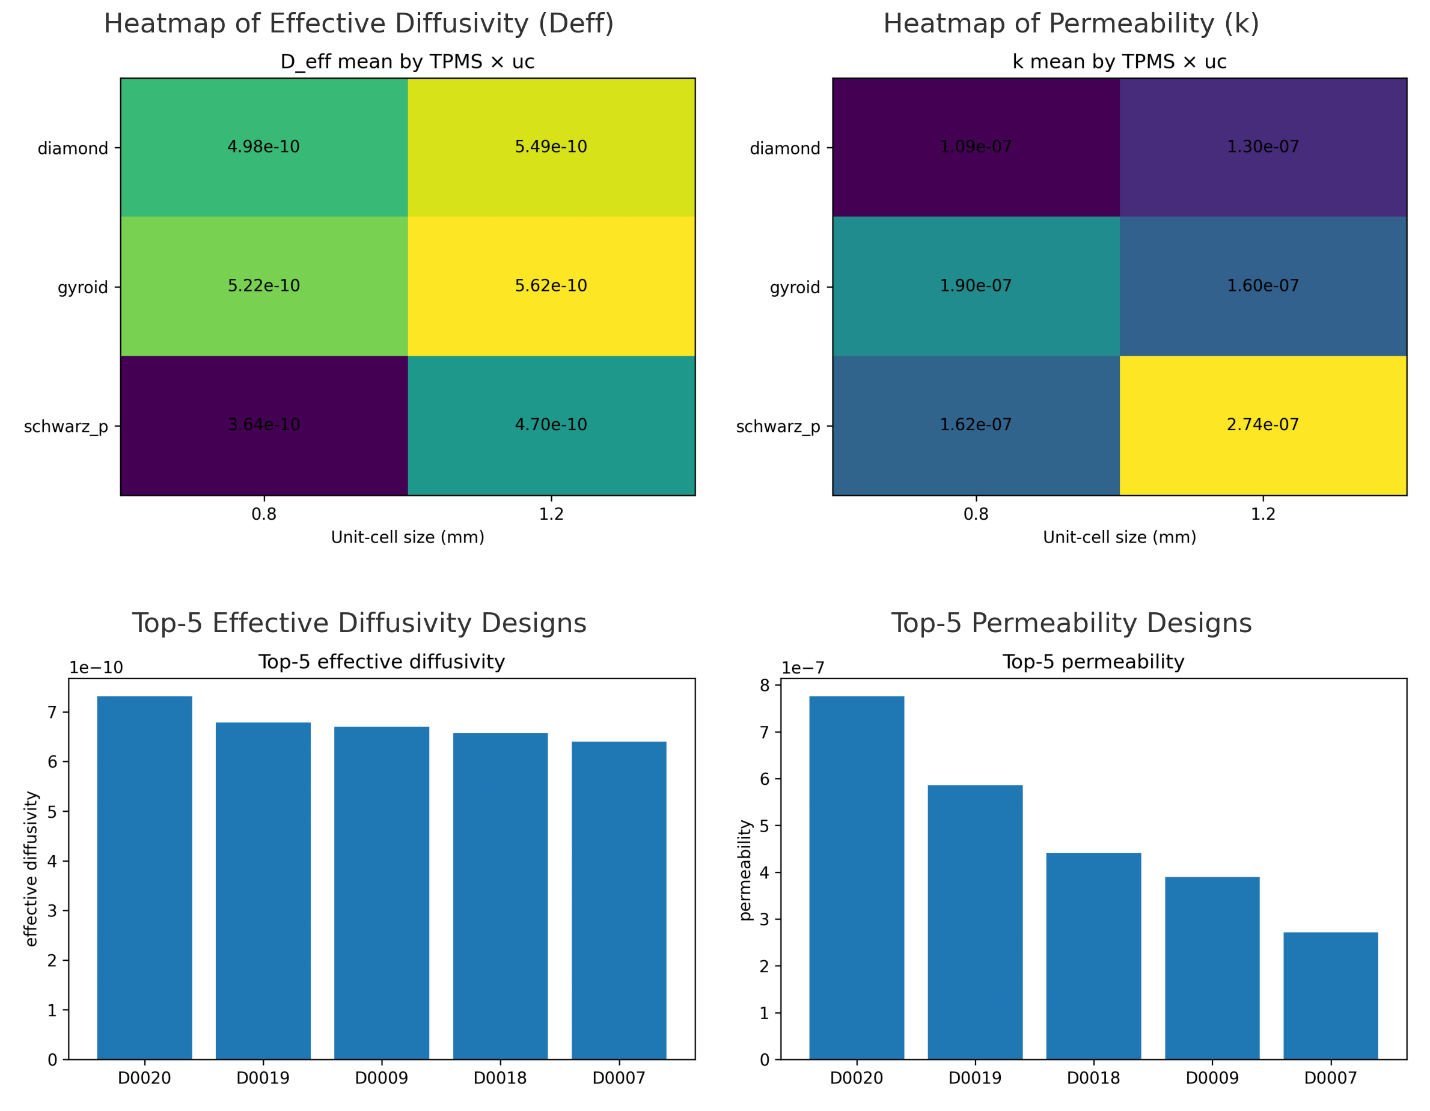 Heatmap of Effective Diffusivity (Deff)
D_eff mean by TPMS × uc
diamond
4.98e-10
5.49e-10
gyroid
5.22e-10
5.62e-10
schwarz_p
3.64e-10
4.70e-10
0.8
1.2
Unit-cell size (mm)
Heatmap of Permeability (k)
k mean by TPMS × uc
diamond
1.09e-07
1.30e-07
gyroid
1.90e-07
1.60e-07
schwarz_p
1.62e-07
2.74e-07
0.8
1.2
Unit-cell size (mm)
Top-5 Effective Diffusivity Designs
Top-5 effective diffusivity
1e−10
effective diffusivity
7
6
5
4
3
2
1
0
D0020
D0019
D0009
D0018
D0007
Top-5 Permeability Designs
Top-5 permeability
1e−7
permeability
8
7
6
5
4
3
2
1
0
D0020
D0019
D0018
D0009
D0007